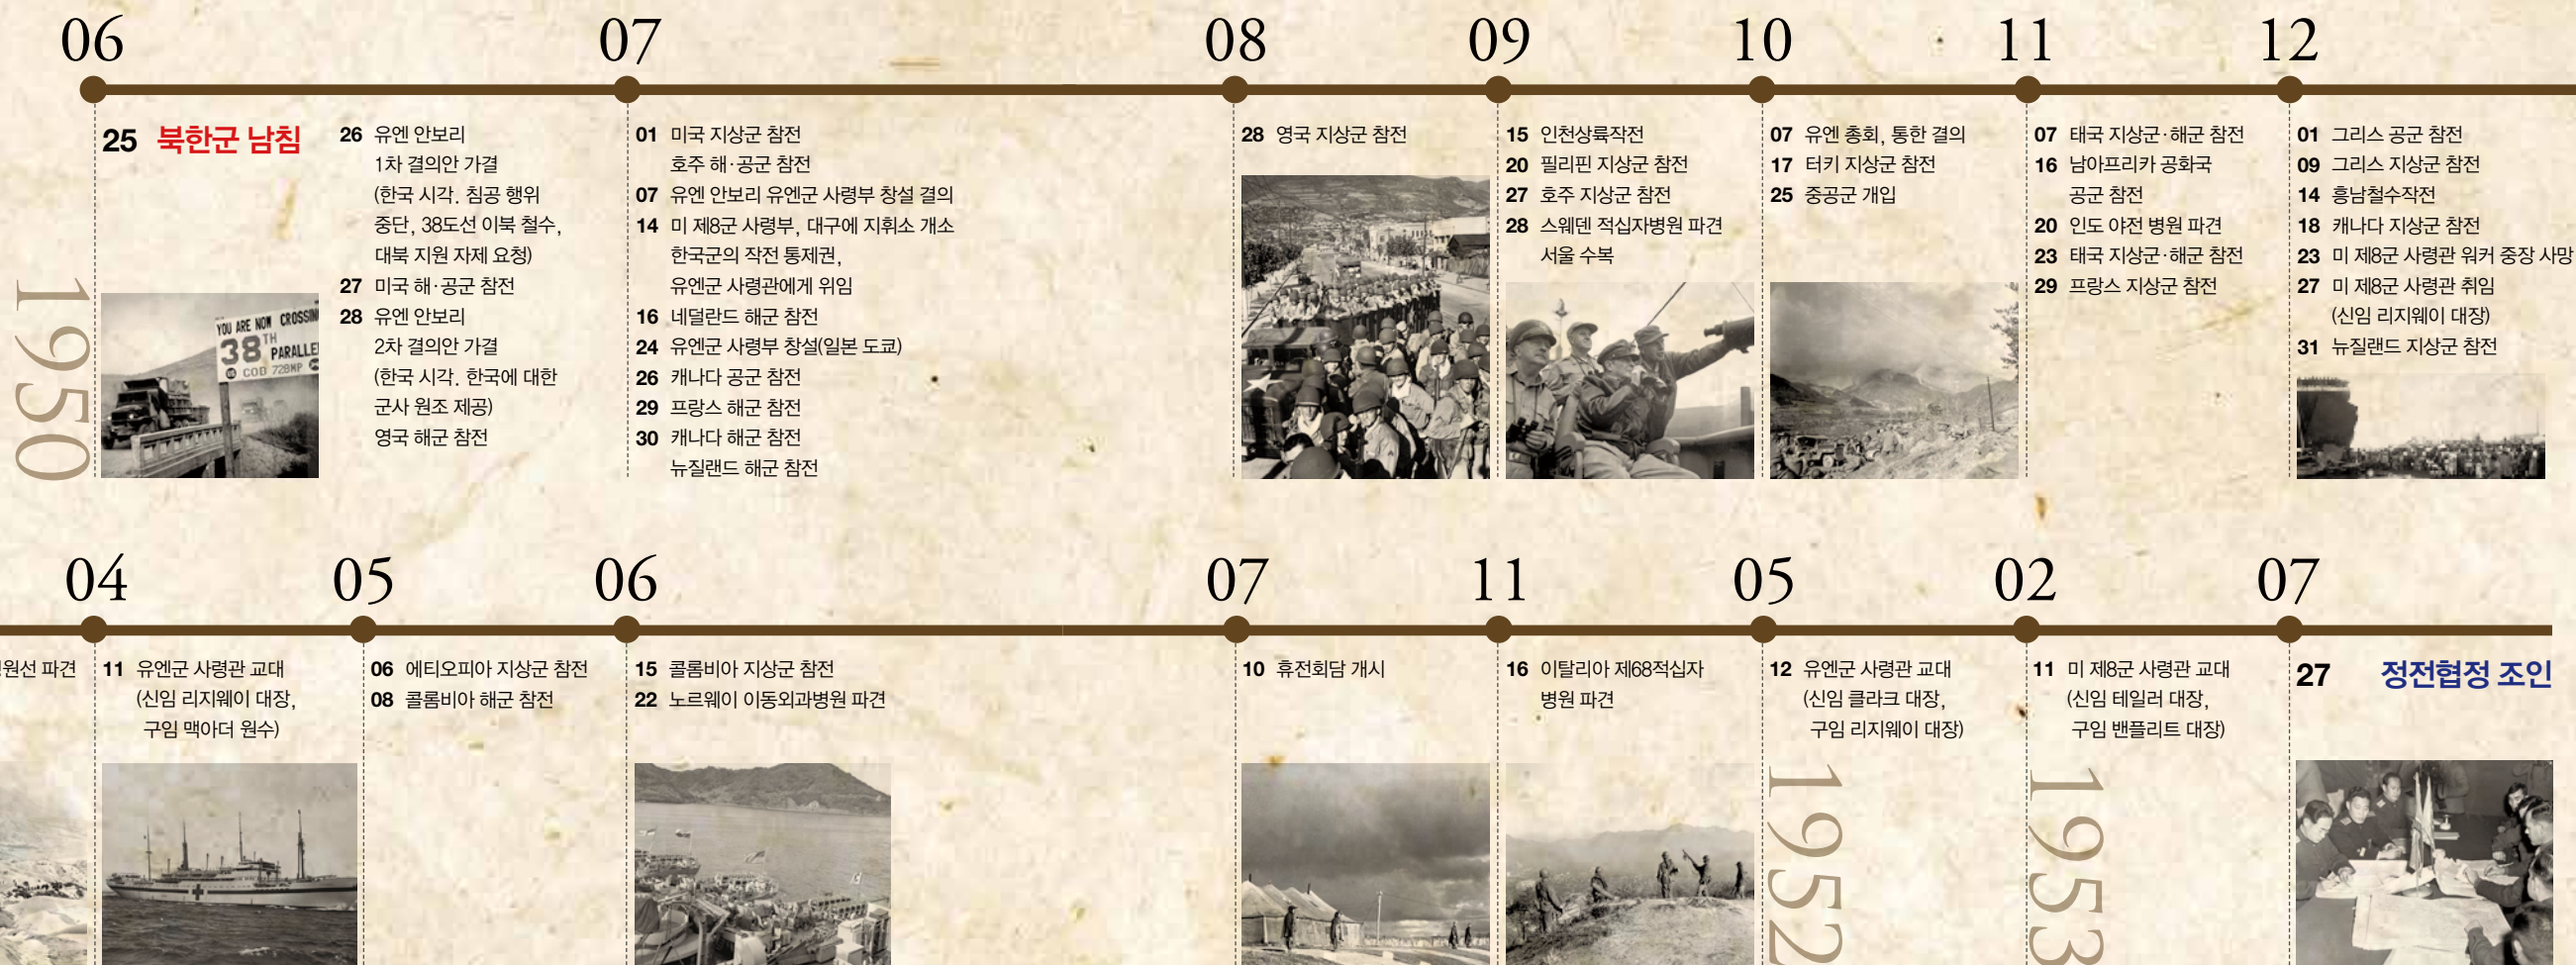 06
07
08
09
10
11
12
1950
25 북한군 남침
YOU ARE NOW CROSSING
38TH
PARALLEL
COD 728MP
26 유엔 안보리
1차 결의안 가결
(한국 시각. 침공 행위
중단, 38도선 이북 철수,
대북 지원 자제 요청)
27 미국 해·공군 참전
28 유엔 안보리
2차 결의안 가결
(한국 시각. 한국에 대한
군사 원조 제공)
영국 해군 참전
01 미국 지상군 참전
호주 해·공군 참전
07 유엔 안보리 유엔군 사령부 창설 결의
14 미 제8군 사령부, 대구에 지휘소 개소
한국군의 작전 통제권,
유엔군 사령관에게 위임
16 네덜란드 해군 참전
24 유엔군 사령부 창설(일본 도쿄)
26 캐나다 공군 참전
29 프랑스 해군 참전
30 캐나다 해군 참전
뉴질랜드 해군 참전
28 영국 지상군 참전
15 인천상륙작전
20 필리핀 지상군 참전
27 호주 지상군 참전
28 스웨덴 적십자병원 파견
서울 수복
07 유엔 총회, 통한 결의
17 터키 지상군 참전
25 중공군 개입
07 태국 지상군·해군 참전
16 남아프리카 공화국
공군 참전
20 인도 야전 병원 파견
23 태국 지상군·해군 참전
29 프랑스 지상군 참전
01 그리스 공군 참전
09 그리스 지상군 참전
14 흥남철수작전
18 캐나다 지상군 참전
23 미 제8군 사령관 워커 중장 사망
27 미 제8군 사령관 취임
(신임 리지웨이 대장)
31 뉴질랜드 지상군 참전
04
05
06
07
11
05
02
07
원선 파견
11 유엔군 사령관 교대
(신임 리지웨이 대장,
구임 맥아더 원수)
06 에티오피아 지상군 참전
08 콜롬비아 해군 참전
15 콜롬비아 지상군 참전
22 노르웨이 이동외과병원 파견
10 휴전회담 개시
16 이탈리아 제68적십자
병원 파견
12 유엔군 사령관 교대
(신임 클라크 대장,
구임 리지웨이 대장)
1952
11 미 제8군 사령관 교대
(신임 테일러 대장,
구임 밴플리트 대장)
1953
27 정전협정 조인